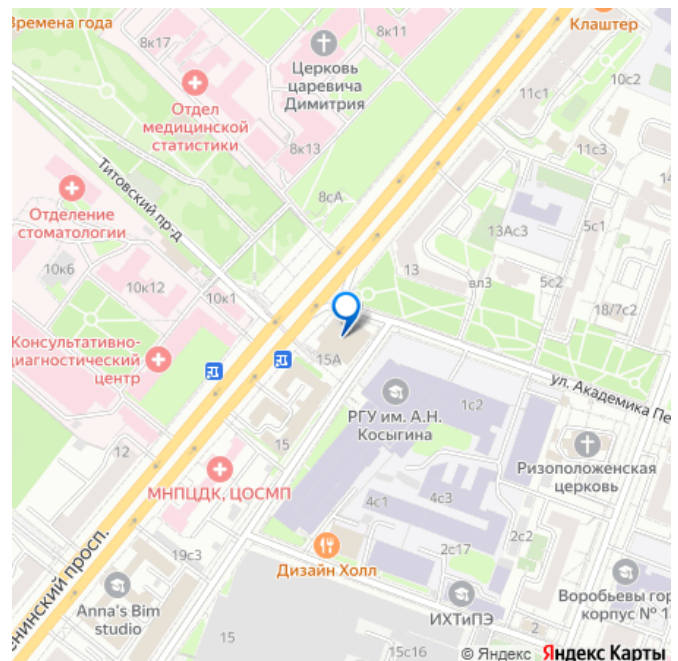 Времена года
8к17
8к11
Клаштер
Церковь
царевича
Димитрия
10с2
11с1
Отдел
медицинской
статистики
8к13
11с3
14
Титовский пр-д
8сА
Отделение
стоматологии
13Ас3
5с1
10к6
10к12
10к1
13
вл3
5с2
18/7с2
Консультативно-
диагностический
центр
15А
ул. Академика Пе
РГУ им. А.Н.
Косыгина
1с2
12
15
Ризоположенская
церковь
МНПЦДК, ЦОСМП
4с1
4с3
2с2
19с3
2с17
Дизайн Холл
енинский просп.
Anna's Bim
studio
ИХТиПЭ
Воробьевы гор
корпус № 1
15
15с16
© Яндекс Яндекс Карты